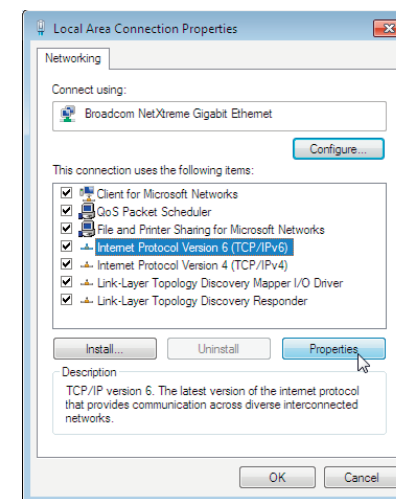 Local Area Connection Properties
Networking
Connect using:
Broadcom NetXtreme Gigabit Ethernet
Configure...
This connection uses the following items:
Client for Microsoft Networks
QoS Packet Scheduler
File and Printer Sharing for Microsoft Networks
Internet Protocol Version 6 (TCP/IPv6)
Internet Protocol Version 4 (TCP/IPv4)
Link-Layer Topology Discovery Mapper I/O Driver
Link-Layer Topology Discovery Responder
Install... Uninstall Properties
Description
TCP/IP version 6. The latest version of the internet protocol
that provides communication across diverse interconnected
networks.
OK Cancel